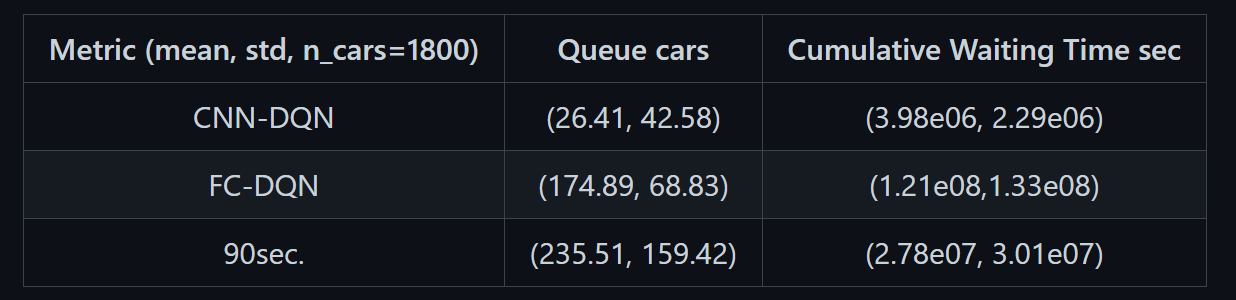 Metric (mean, std, n_cars=1800) Queue cars Cumulative Waiting Time sec
CNN-DQN (26.41, 42.58) (3.98e06, 2.29e06)
FC-DQN (174.89, 68.83) (1.21e08,1.33e08)
90sec. (235.51, 159.42) (2.78e07, 3.01e07)